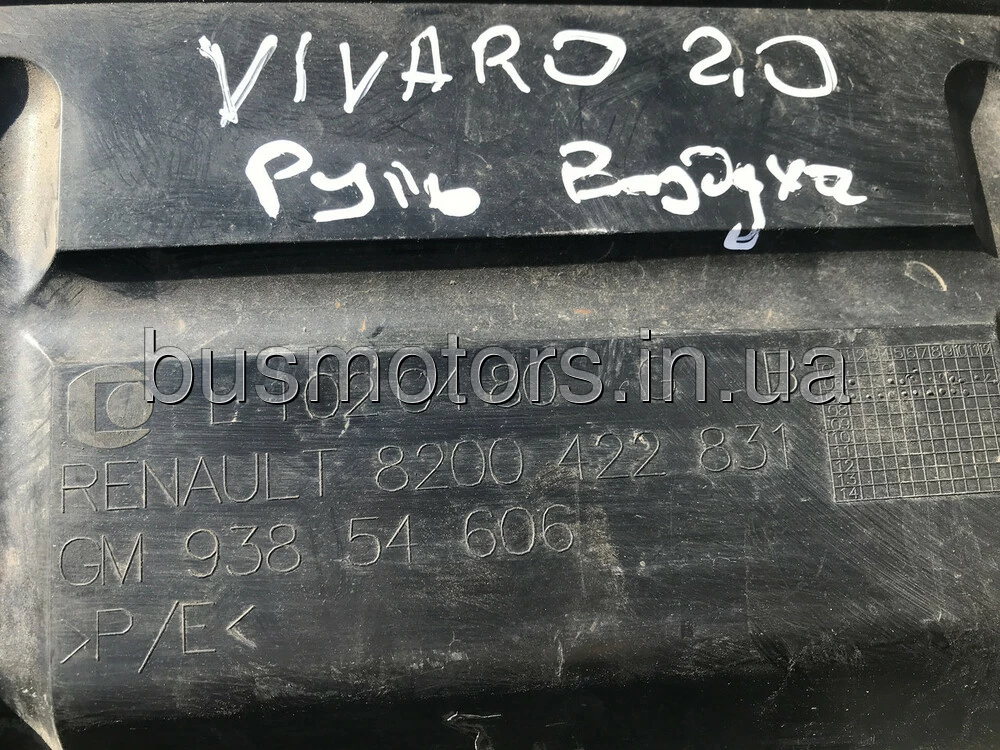 VIVARO 2,0
Руль Воздуха
busmotors.in.ua
RENAULT 8200 422 831
GM 938 54 606
>P/E<